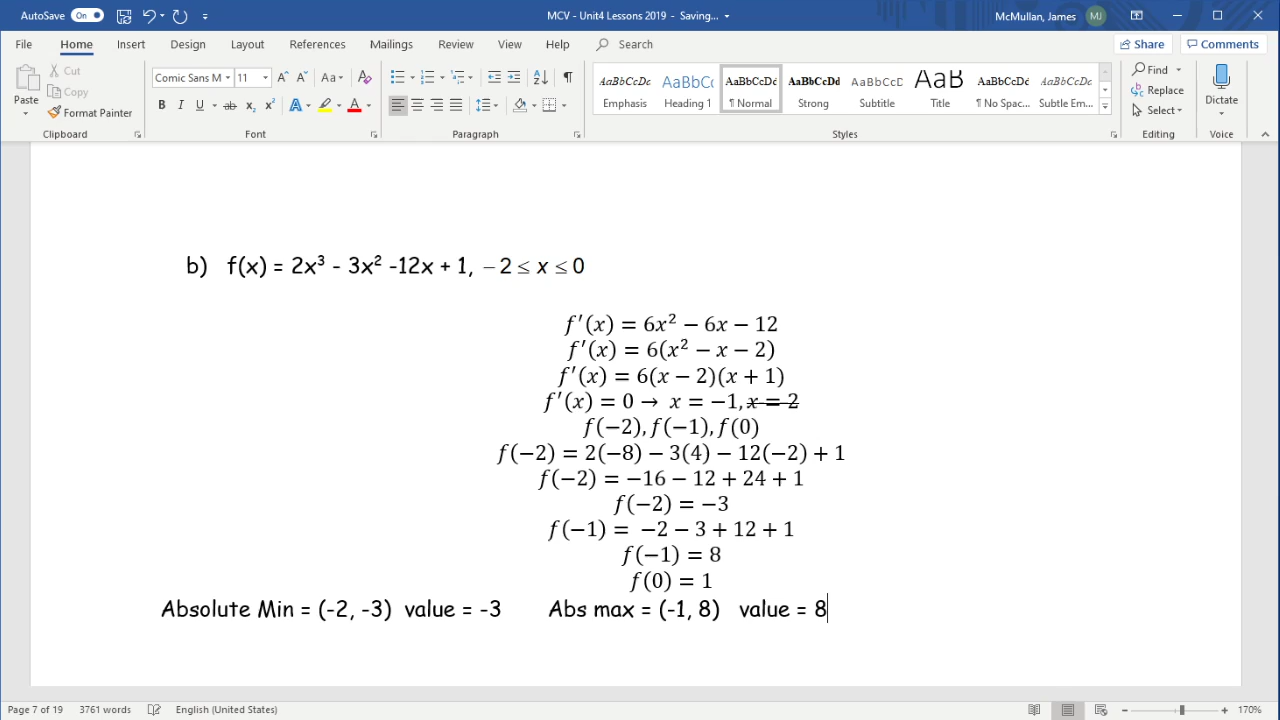 AutoSave On MCV - Unit4 Lessons 2019 - Saving... McMullan, James MJ
File Home Insert Design Layout References Mailings Review View Help Search Share Comments
Paste Cut Copy Format Painter
Clipboard
Comic Sans M 11 Aa
B I U ab x₂ x² A A
Font
Paragraph
AaBbCcDc Emphasis
AaBbCc Heading 1
AaBbCcDc ¶ Normal
AaBbCcDd Strong
AaBbCcD Subtitle
AaB Title
AaBbCcDc ¶ No Spac...
AaBbCcDc Subtle Em...
Styles
Find
Replace
Select
Editing
Dictate
Voice
b) f(x) = 2x³ - 3x² -12x + 1, − 2 ≤ x ≤ 0
f′(x) = 6x² − 6x − 12
f′(x) = 6(x² − x − 2)
f′(x) = 6(x − 2)(x + 1)
f′(x) = 0 → x = −1, x = 2
f(−2), f(−1), f(0)
f(−2) = 2(−8) − 3(4) − 12(−2) + 1
f(−2) = −16 − 12 + 24 + 1
f(−2) = −3
f(−1) = −2 − 3 + 12 + 1
f(−1) = 8
f(0) = 1
Absolute Min = (-2, -3) value = -3 Abs max = (-1, 8) value = 8
Page 7 of 19 3761 words English (United States) 170%